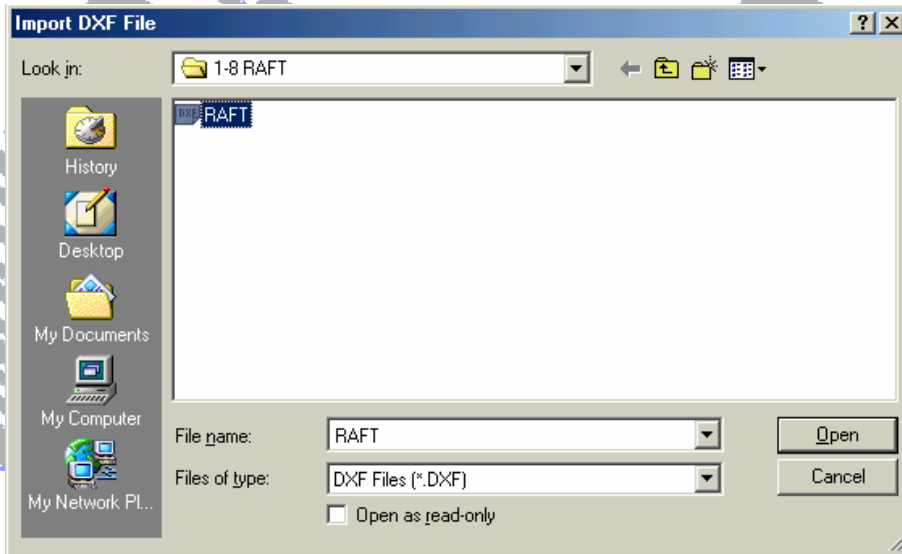 Import DXF File
Look in:
1-8 RAFT
DXF RAFT
History
Desktop
My Documents
My Computer
My Network Pl...
File name:
RAFT
Open
Files of type:
DXF Files (*.DXF)
Cancel
Open as read-only